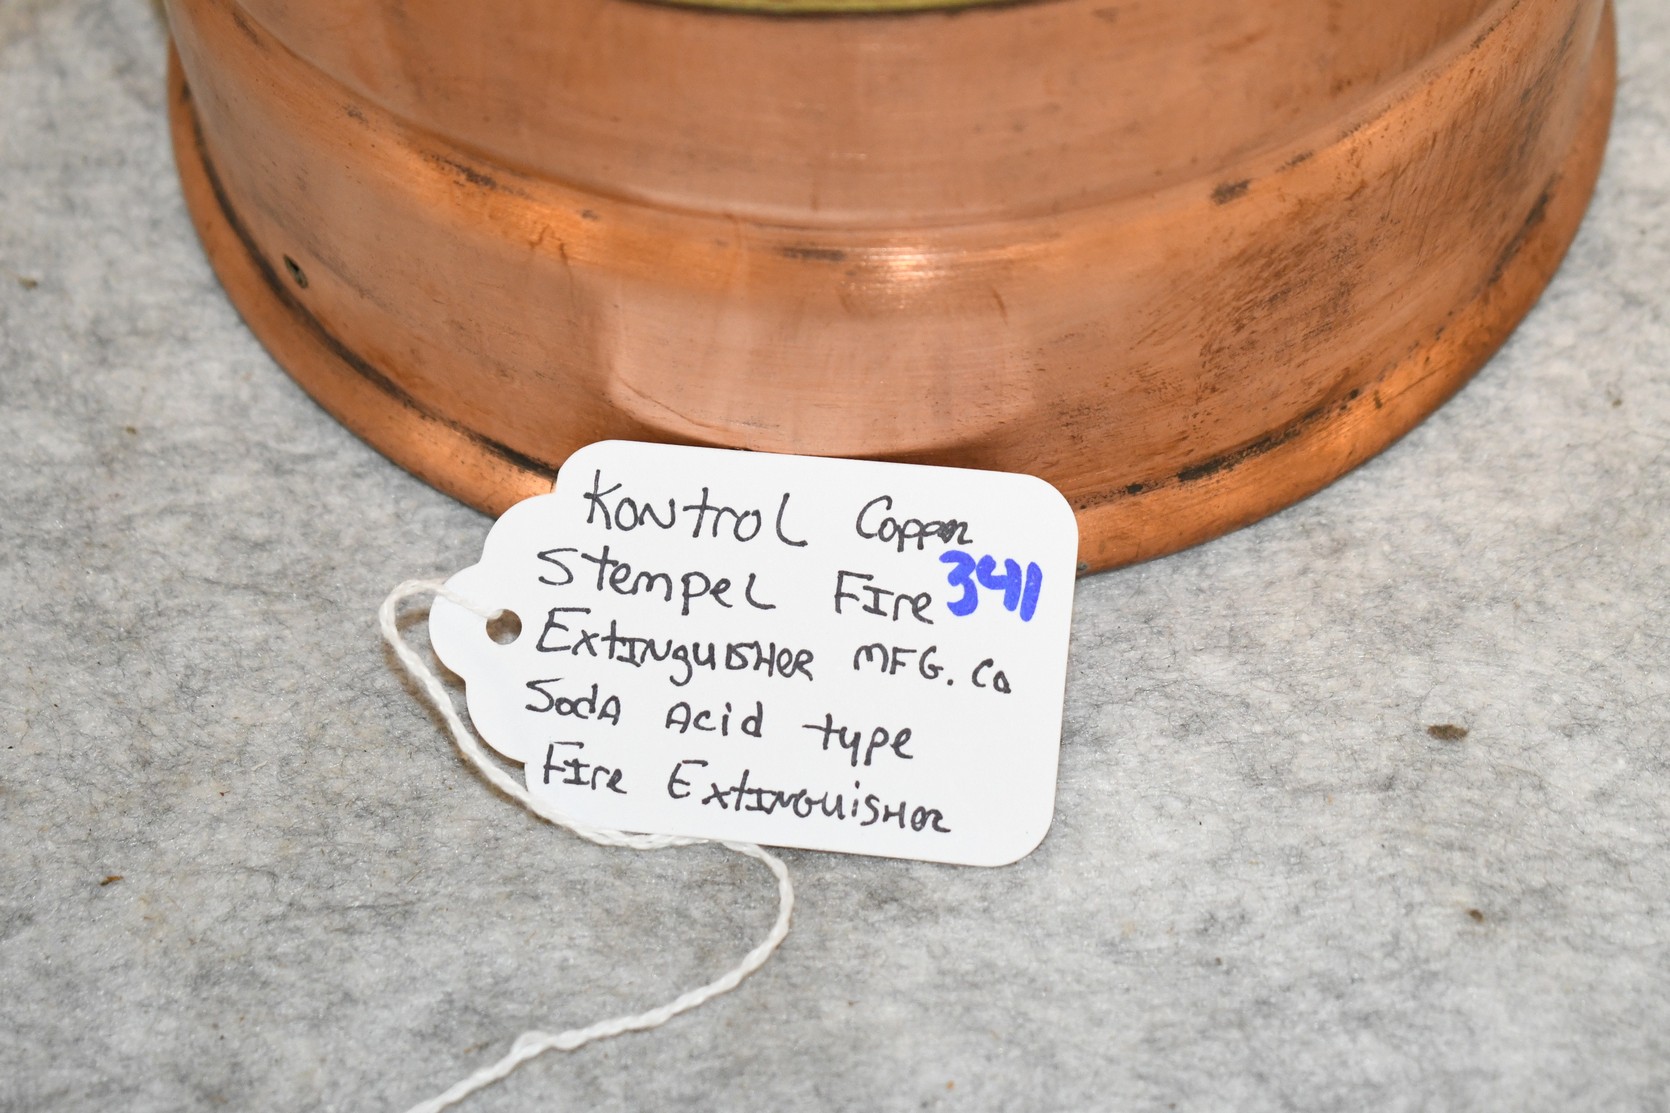 Kontrol Copper
Stempel Fire 341
Extinguisher MFG. Co
Soda Acid type
Fire Extinguisher